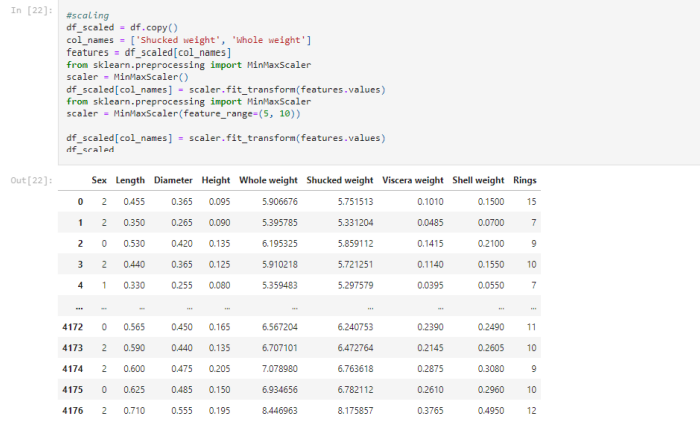 In [22]:
#scaling
df_scaled = df.copy()
col_names = ['Shucked weight', 'Whole weight']
features = df_scaled[col_names]
from sklearn.preprocessing import MinMaxScaler
scaler = MinMaxScaler()
df_scaled[col_names] = scaler.fit_transform(features.values)
from sklearn.preprocessing import MinMaxScaler
scaler = MinMaxScaler(feature_range=(5, 10))
df_scaled[col_names] = scaler.fit_transform(features.values)
df_scaled
Out[22]:
Sex Length Diameter Height Whole weight Shucked weight Viscera weight Shell weight Rings
0 2 0.455 0.365 0.095 5.906676 5.751513 0.1010 0.1500 15
1 2 0.350 0.265 0.090 5.395785 5.331204 0.0485 0.0700 7
2 0 0.530 0.420 0.135 6.195325 5.859112 0.1415 0.2100 9
3 2 0.440 0.365 0.125 5.910218 5.721251 0.1140 0.1550 10
4 1 0.330 0.255 0.080 5.359483 5.297579 0.0395 0.0550 7
... ... ... ... ... ... ... ... ... ...
4172 0 0.565 0.450 0.165 6.567204 6.240753 0.2390 0.2490 11
4173 2 0.590 0.440 0.135 6.707101 6.472764 0.2145 0.2605 10
4174 2 0.600 0.475 0.205 7.078980 6.763618 0.2875 0.3080 9
4175 0 0.625 0.485 0.150 6.934656 6.782112 0.2610 0.2960 10
4176 2 0.710 0.555 0.195 8.446963 8.175857 0.3765 0.4950 12